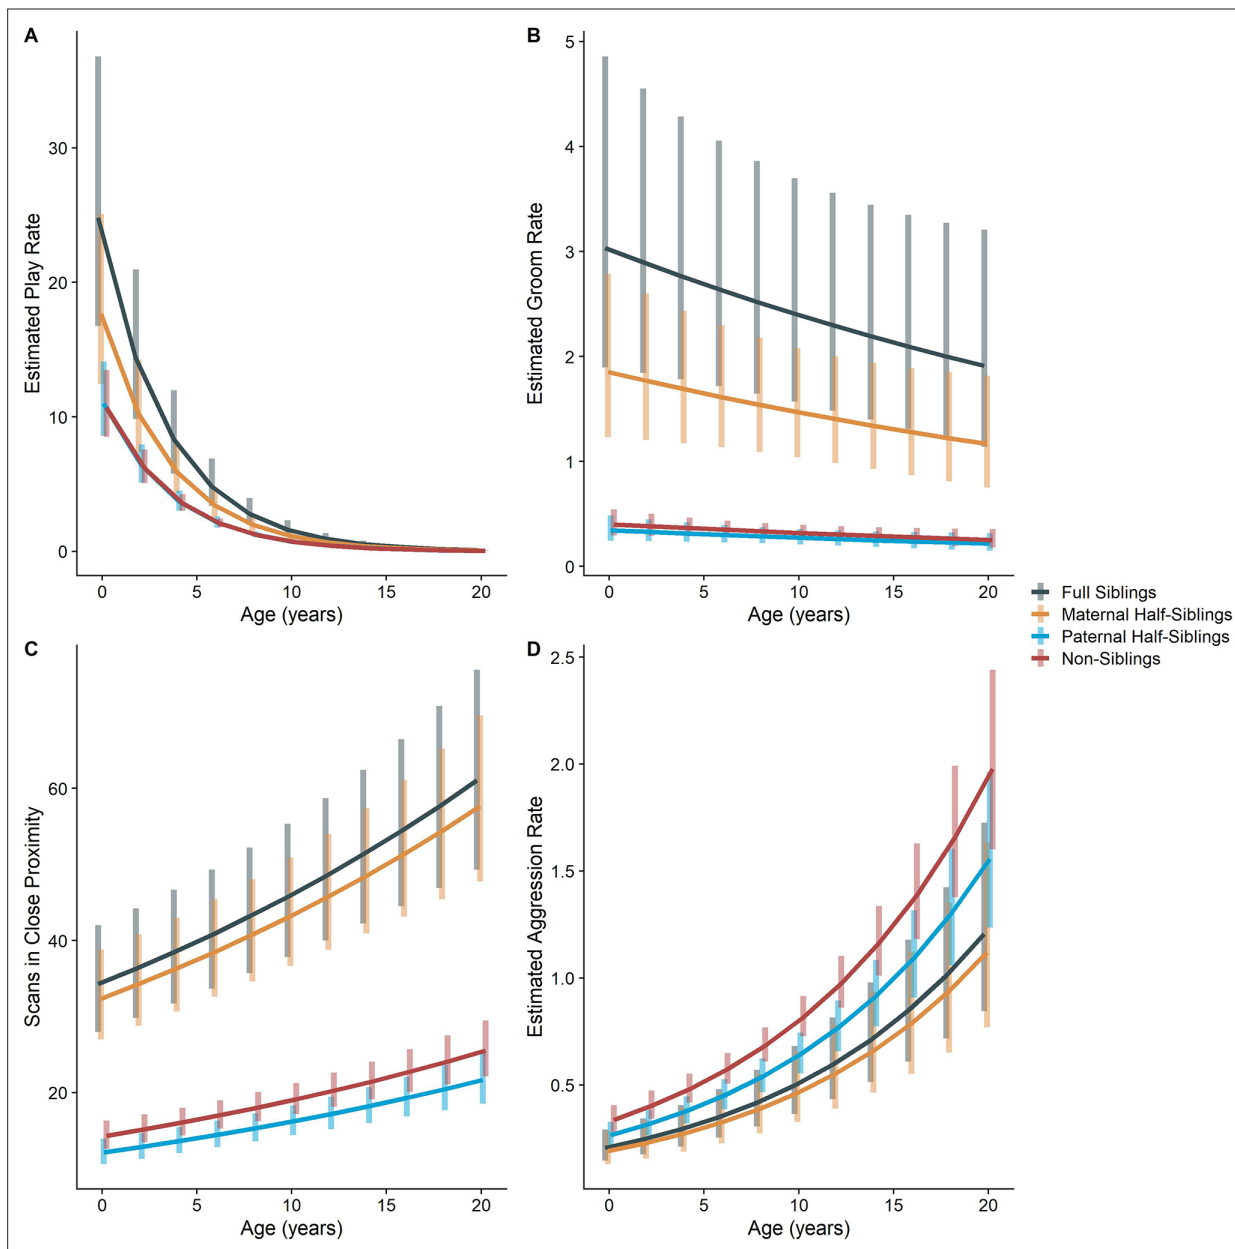 A
Estimated Play Rate
30
20
10
0
0 5 10 15 20
Age (years)
B
Estimated Groom Rate
5
4
3
2
1
0
0 5 10 15 20
Age (years)
Full Siblings
Maternal Half-Siblings
Paternal Half-Siblings
Non-Siblings
C
Scans in Close Proximity
60
40
20
0 5 10 15 20
Age (years)
D
Estimated Aggression Rate
2.5
2.0
1.5
1.0
0.5
0 5 10 15 20
Age (years)